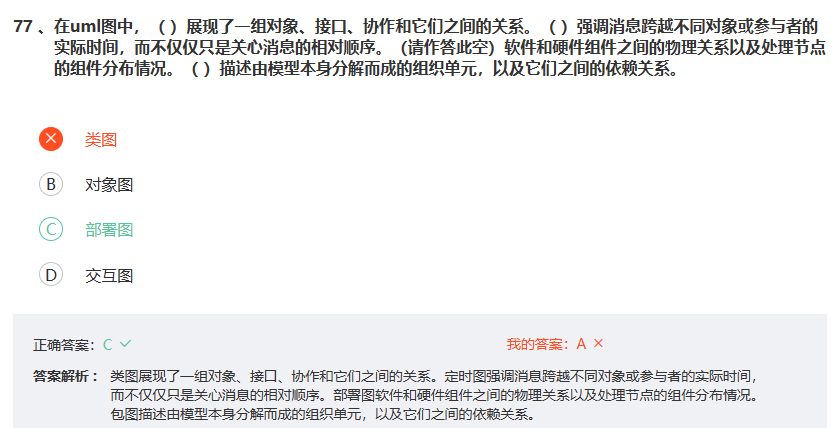 77 、在uml图中，（ ）展现了一组对象、接口、协作和它们之间的关系。（ ）强调消息跨越不同对象或参与者的
实际时间，而不仅仅只是关心消息的相对顺序。（请作答此空）软件和硬件组件之间的物理关系以及处理节点
的组件分布情况。（ ）描述由模型本身分解而成的组织单元，以及它们之间的依赖关系。
类图
B 对象图
C 部署图
D 交互图
正确答案：C 我的答案：A
答案解析： 类图展现了一组对象、接口、协作和它们之间的关系。定时图强调消息跨越不同对象或参与者的实际时间，
而不仅仅只是关心消息的相对顺序。部署图软件和硬件组件之间的物理关系以及处理节点的组件分布情况。
包图描述由模型本身分解而成的组织单元，以及它们之间的依赖关系。